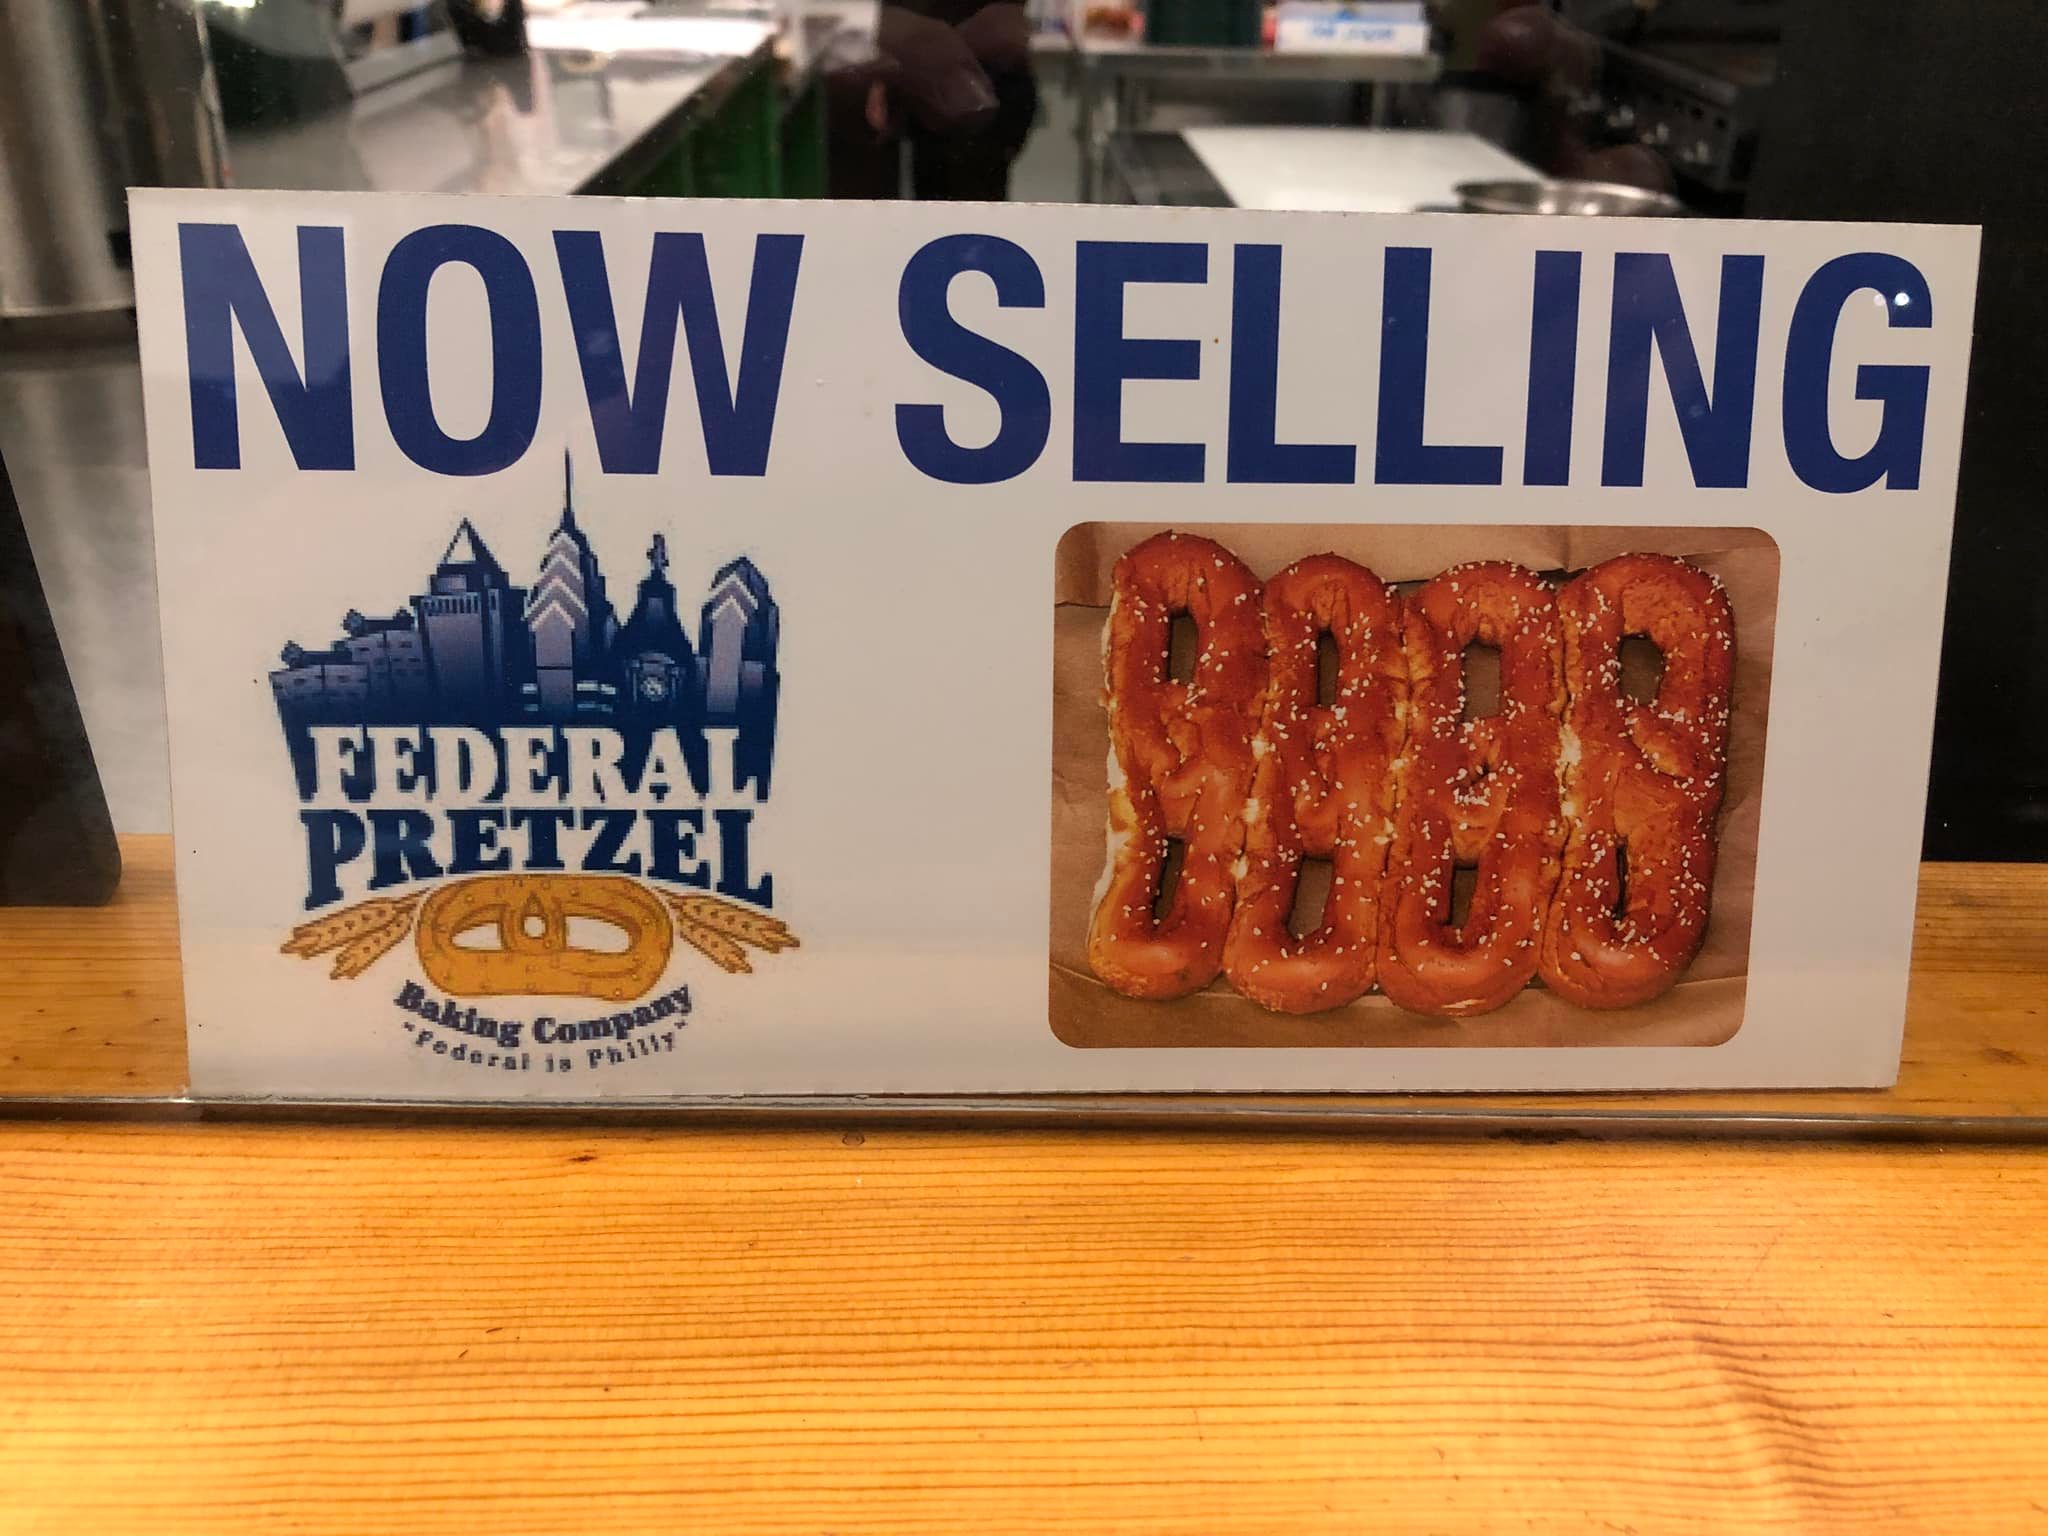 NOW SELLING
FEDERAL
PRETZEL
Baking Company
"Federal is Philly"